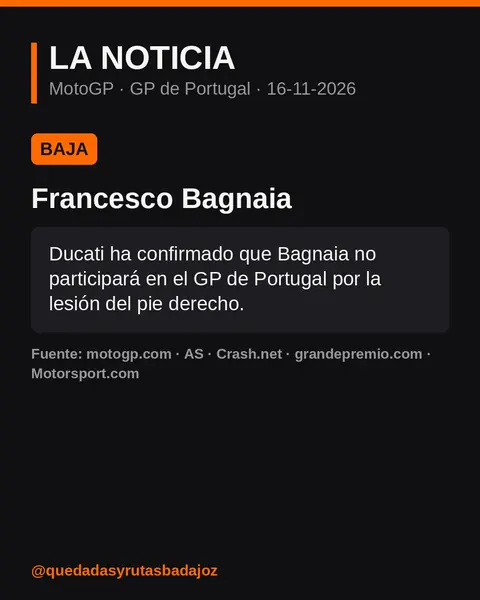 LA NOTICIA
MotoGP · GP de Portugal · 16-11-2026
BAJA
Francesco Bagnaia
Ducati ha confirmado que Bagnaia no
participará en el GP de Portugal por la
lesión del pie derecho.
Fuente: motogp.com · AS · Crash.net · grandepremio.com ·
Motorsport.com
@quedadasyrutasbadajoz